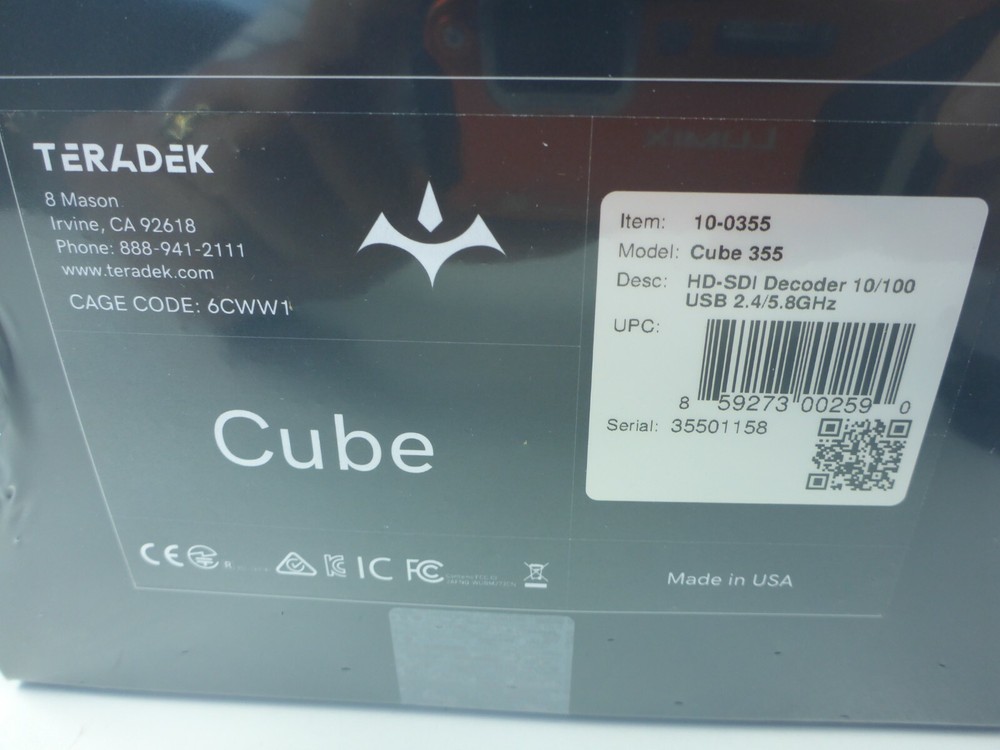 TERADEK
8 Mason
Irvine, CA 92618
Phone: 888-941-2111
www.teradek.com
CAGE CODE: 6CWW1
Cube
CE R IC FC
Item: 10-0355
Model: Cube 355
Desc: HD-SDI Decoder 10/100
USB 2.4/5.8GHz
UPC:
8 59273 00259 0
Serial: 35501158
Made in USA